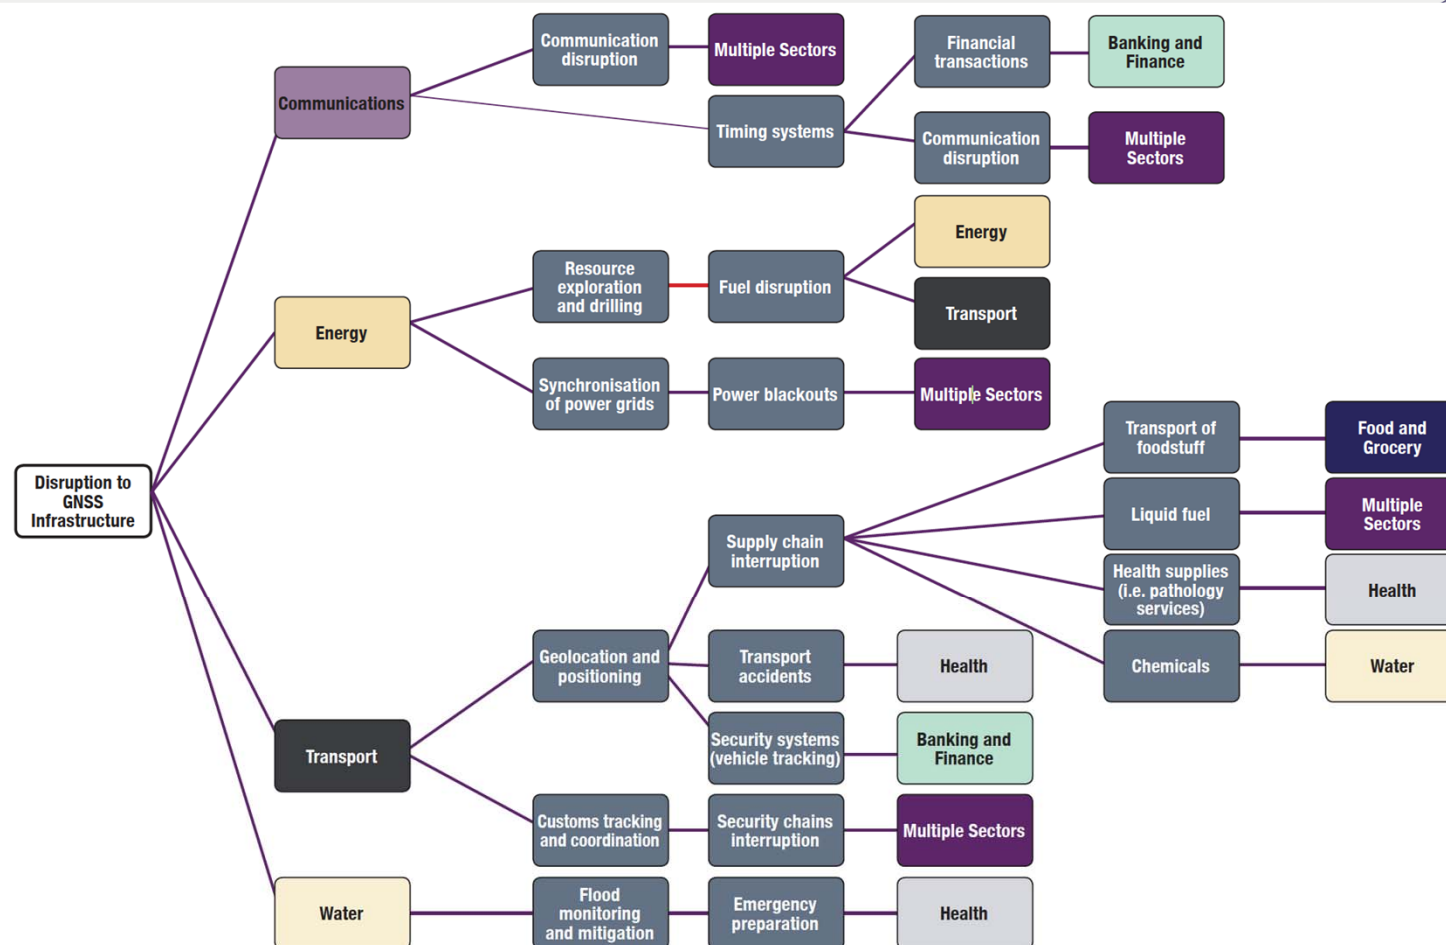 Communication
disruption
Multiple Sectors
Financial
transactions
Banking and
Finance
Communications
Timing systems
Communication
disruption
Multiple
Sectors
Energy
Resource
exploration
and drilling
Fuel disruption
Energy
Transport
Synchronisation
of power grids
Power blackouts
Multiple Sectors
Disruption to
GNSS
Infrastructure
Transport of
foodstuff
Food and
Grocery
Supply chain
interruption
Liquid fuel
Multiple
Sectors
Health supplies
(i.e. pathology
services)
Health
Chemicals
Water
Transport
Geolocation and
positioning
Transport
accidents
Health
Security systems
(vehicle tracking)
Banking and
Finance
Customs tracking
and coordination
Security chains
interruption
Multiple Sectors
Water
Flood
monitoring
and mitigation
Emergency
preparation
Health